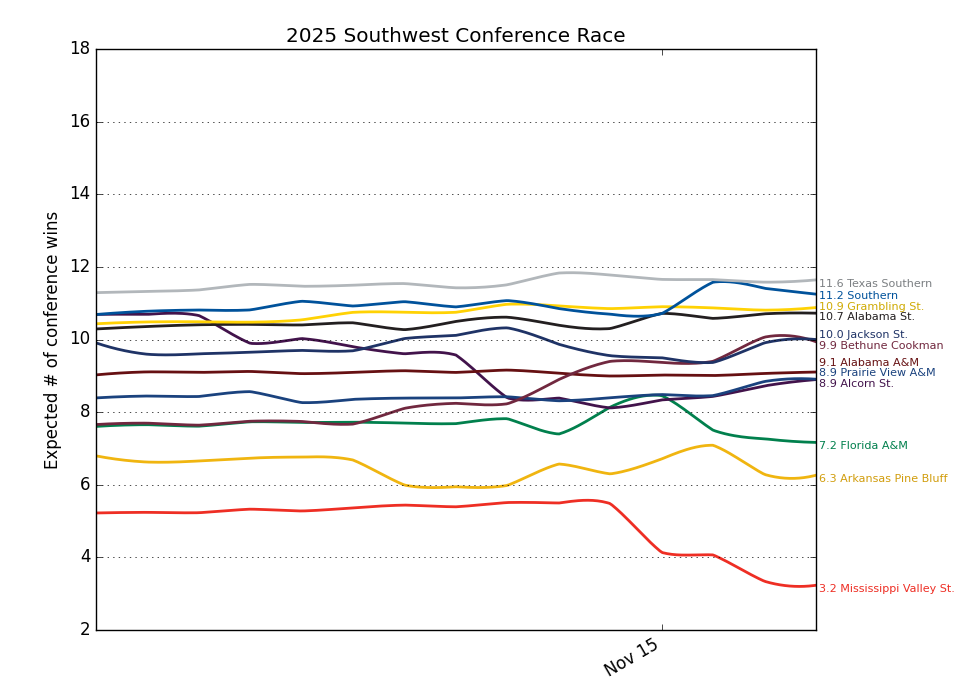 2025 Southwest Conference Race
Expected # of conference wins
18
16
14
12
10
8
6
4
2
11.6 Texas Southern
11.2 Southern
10.9 Grambling St.
10.7 Alabama St.
10.0 Jackson St.
9.9 Bethune Cookman
9.1 Alabama A&M
8.9 Prairie View A&M
8.9 Alcorn St.
7.2 Florida A&M
6.3 Arkansas Pine Bluff
3.2 Mississippi Valley St.
Nov 15